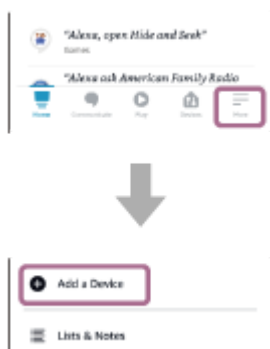 "Alexa, open Hide and Seek"
Games
"Alexa ask American Family Radio
Home Communicate Play Devices More
Add a Device
Lists & Notes